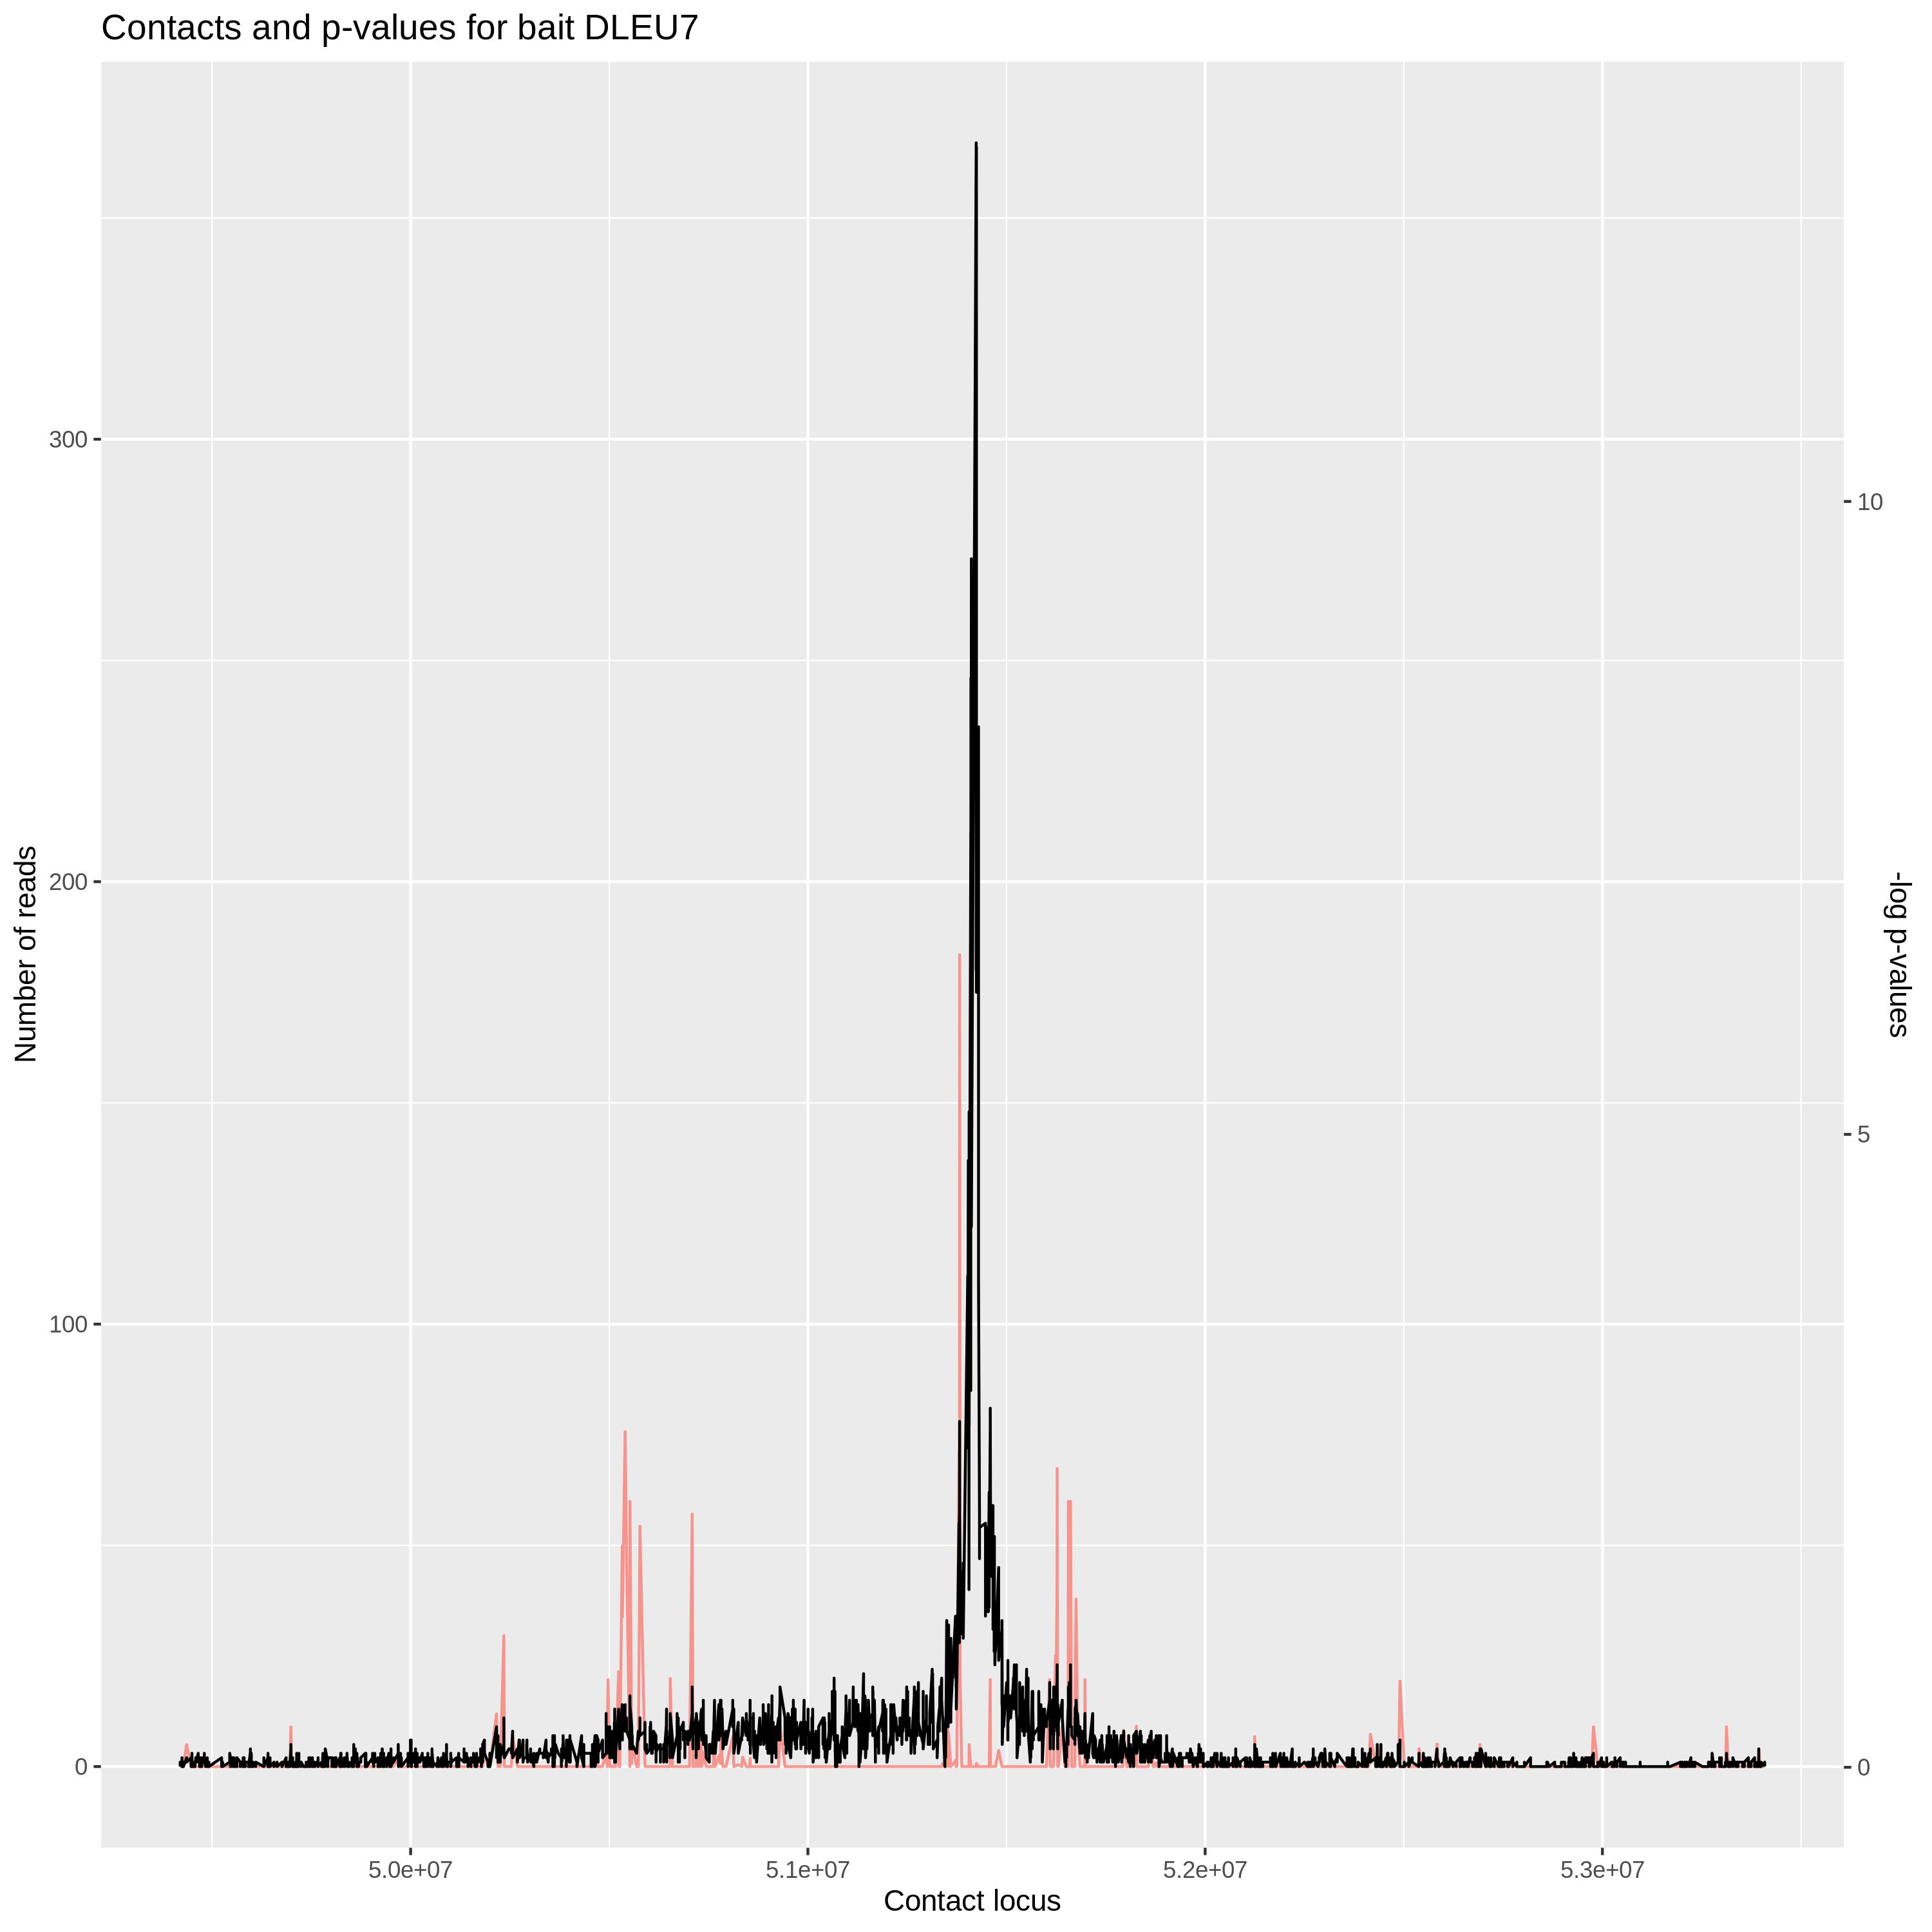 Contacts and p-values for bait DLEU7
Number of reads
300
200
100
0
10
5
0
-log p-values
5.0e+07 5.1e+07 5.2e+07 5.3e+07
Contact locus